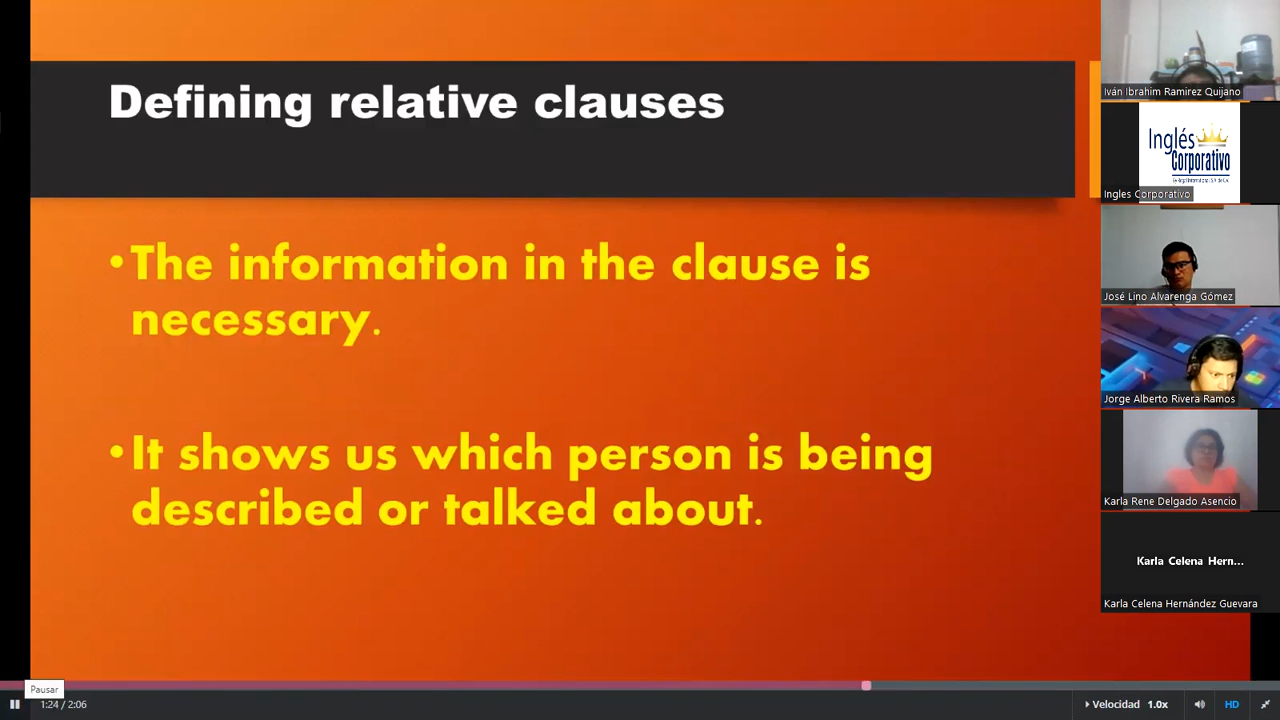 Defining relative clauses
•The information in the clause is
necessary.
•It shows us which person is being
described or talked about.
Iván Ibrahim Ramírez Quijano
Inglés
Corporativo
Ingles Corporativo
José Lino Alvarenga Gómez
Jorge Alberto Rivera Ramos
Karla Rene Delgado Asencio
Karla Celena Hern...
Karla Celena Hernández Guevara
Pausar
1:24 / 2:06
Velocidad 1.0x
HD